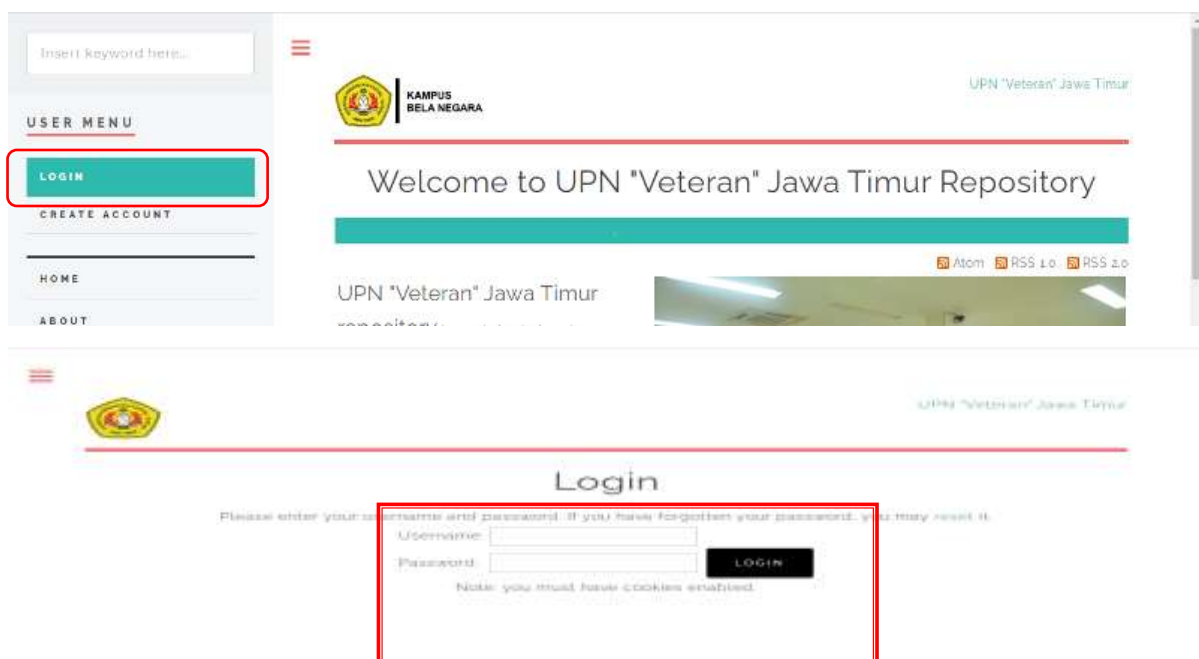 Insert keyword here...
USER MENU
LOGIN
CREATE ACCOUNT
HOME
ABOUT
KAMPUS
BELA NEGARA
UPN "Veteran" Jawa Timur
Welcome to UPN "Veteran" Jawa Timur Repository
Atom RSS 1.0 RSS 2.0
UPN "Veteran" Jawa Timur
repository
UPN "Veteran" Jawa Timur
Login
Please enter your username and password. If you have forgotten your password, you may reset it.
Username:
Password:
LOGIN
Note: you must have cookies enabled.